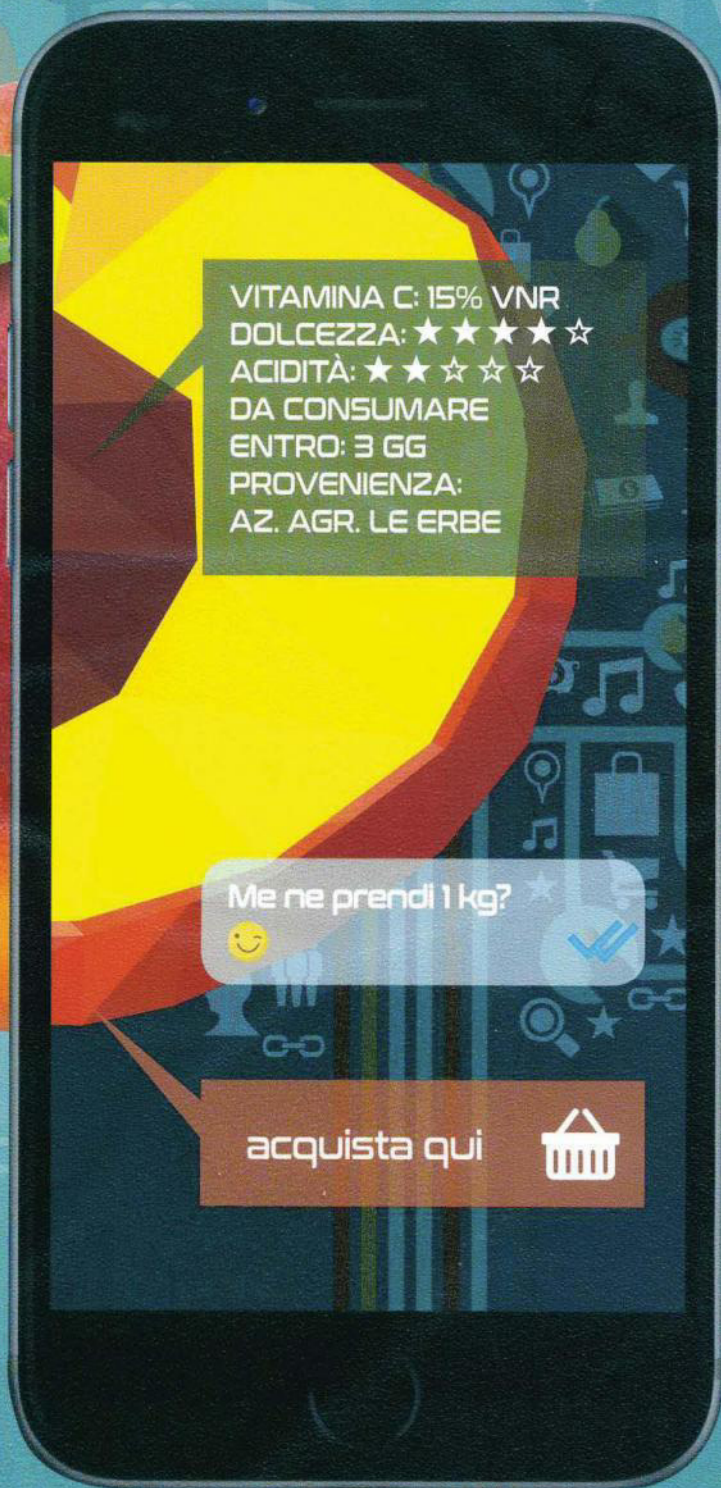 VITAMINA C: 15% VNR
DOLCEZZA: ★★★★☆
ACIDITÀ: ★★☆☆☆
DA CONSUMARE
ENTRO: 3 GG
PROVENIENZA:
AZ. AGR. LE ERBE
Me ne prendi 1 kg?
acquista qui